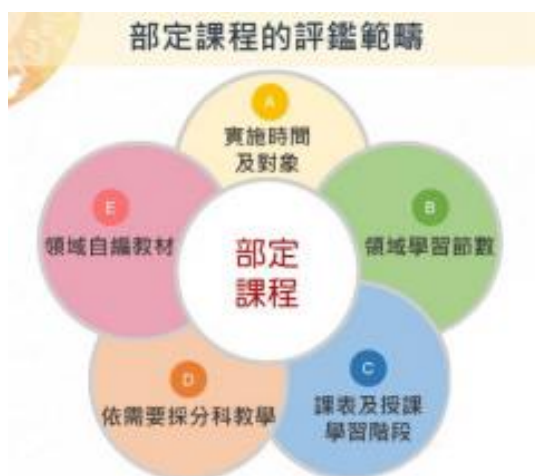 部定課程的評鑑範疇
A
實施時間
及對象
B
領域學習節數
C
課表及授課
學習階段
D
依需要採分科教學
E
領域自編教材
部定
課程